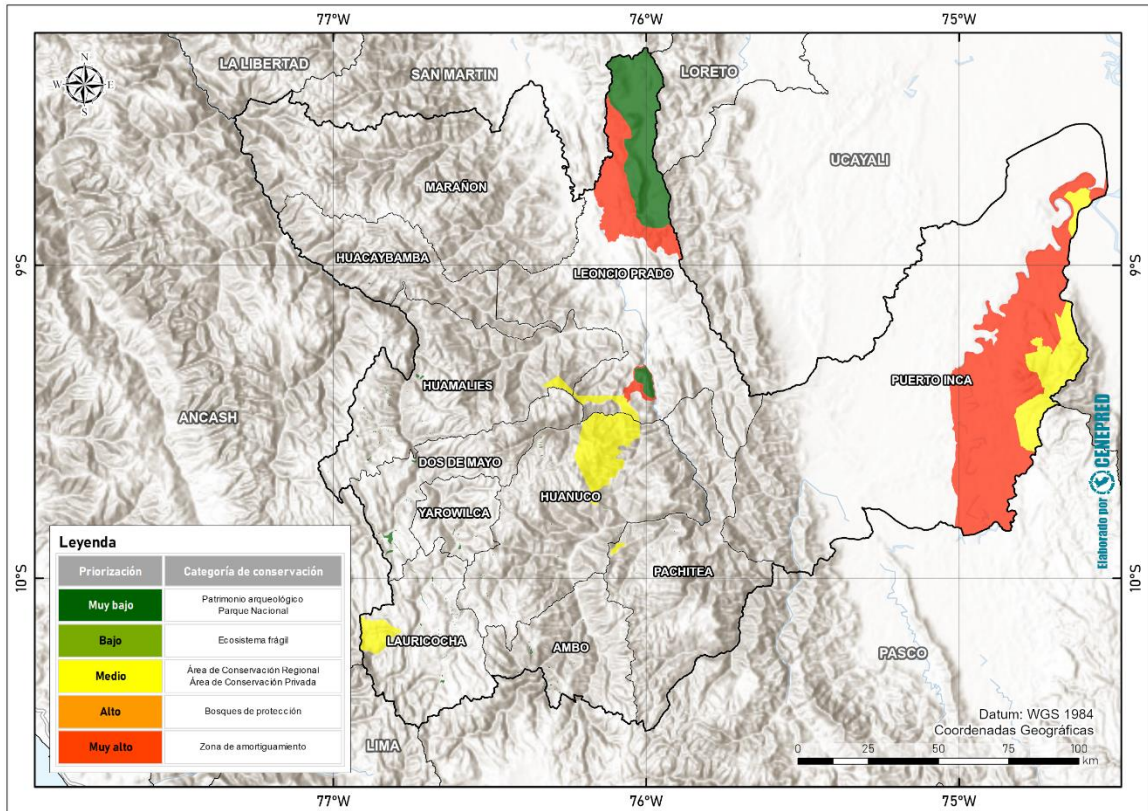 77°W 76°W 75°W
N
W E
S
LA LIBERTAD
SAN MARTIN
LORETO
UCAYALI
MARAÑON
HUACAYBAMBA
9°S 9°S
LEONCIO PRADO
HUAMALIES
PUERTO INCA
ANCASH
DOS DE MAYO
HUANUCO
YAROWILCA
PACHITEA
10°S 10°S
LAURICOCHA
AMBO
PASCO
LIMA
Elaborado por CENEPRED
Leyenda
Priorización Categoría de conservación
Muy bajo Patrimonio arqueológico
Parque Nacional
Bajo Ecosistema frágil
Medio Área de Conservación Regional
Área de Conservación Privada
Alto Bosques de protección
Muy alto Zona de amortiguamiento
Datum: WGS 1984
Coordenadas Geográficas
0 25 50 75 100
km
77°W 76°W 75°W